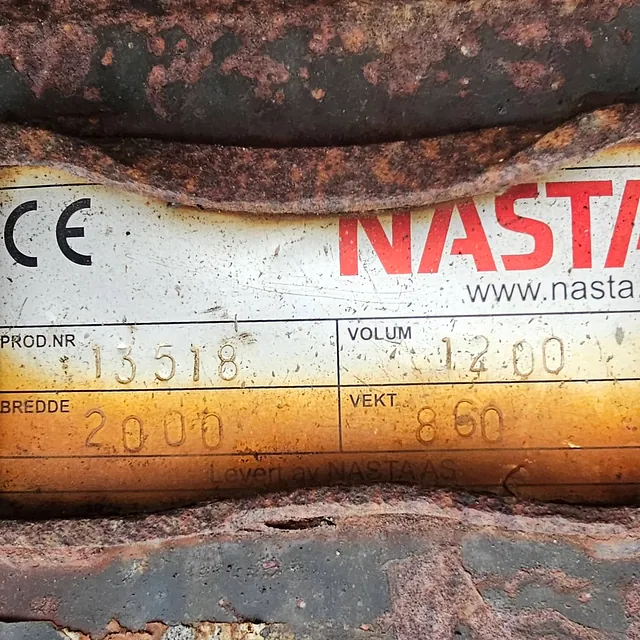 CE NASTA
www.nasta.
PROD.NR 13518 VOLUM 1200
BREDDE 2000 VEKT 860
Levert av NASTA AS